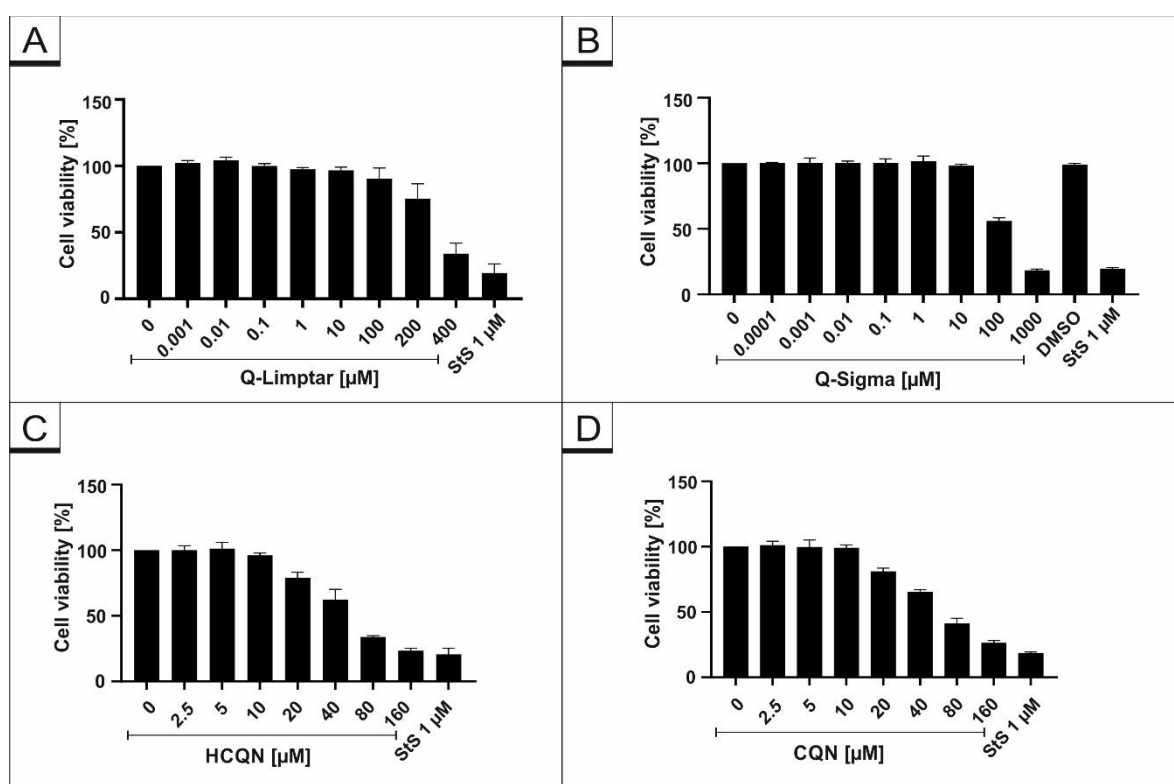 A
Cell viability [%]
150
100
50
0
0 0.001 0.01 0.1 1 10 100 200 400 StS 1 µM
Q-Limptar [µM]
B
Cell viability [%]
150
100
50
0
0 0.0001 0.001 0.01 0.1 1 10 100 1000 DMSO StS 1 µM
Q-Sigma [µM]
C
Cell viability [%]
150
100
50
0
0 2.5 5 10 20 40 80 160 StS 1 µM
HCQN [µM]
D
Cell viability [%]
150
100
50
0
0 2.5 5 10 20 40 80 160 StS 1 µM
CQN [µM]